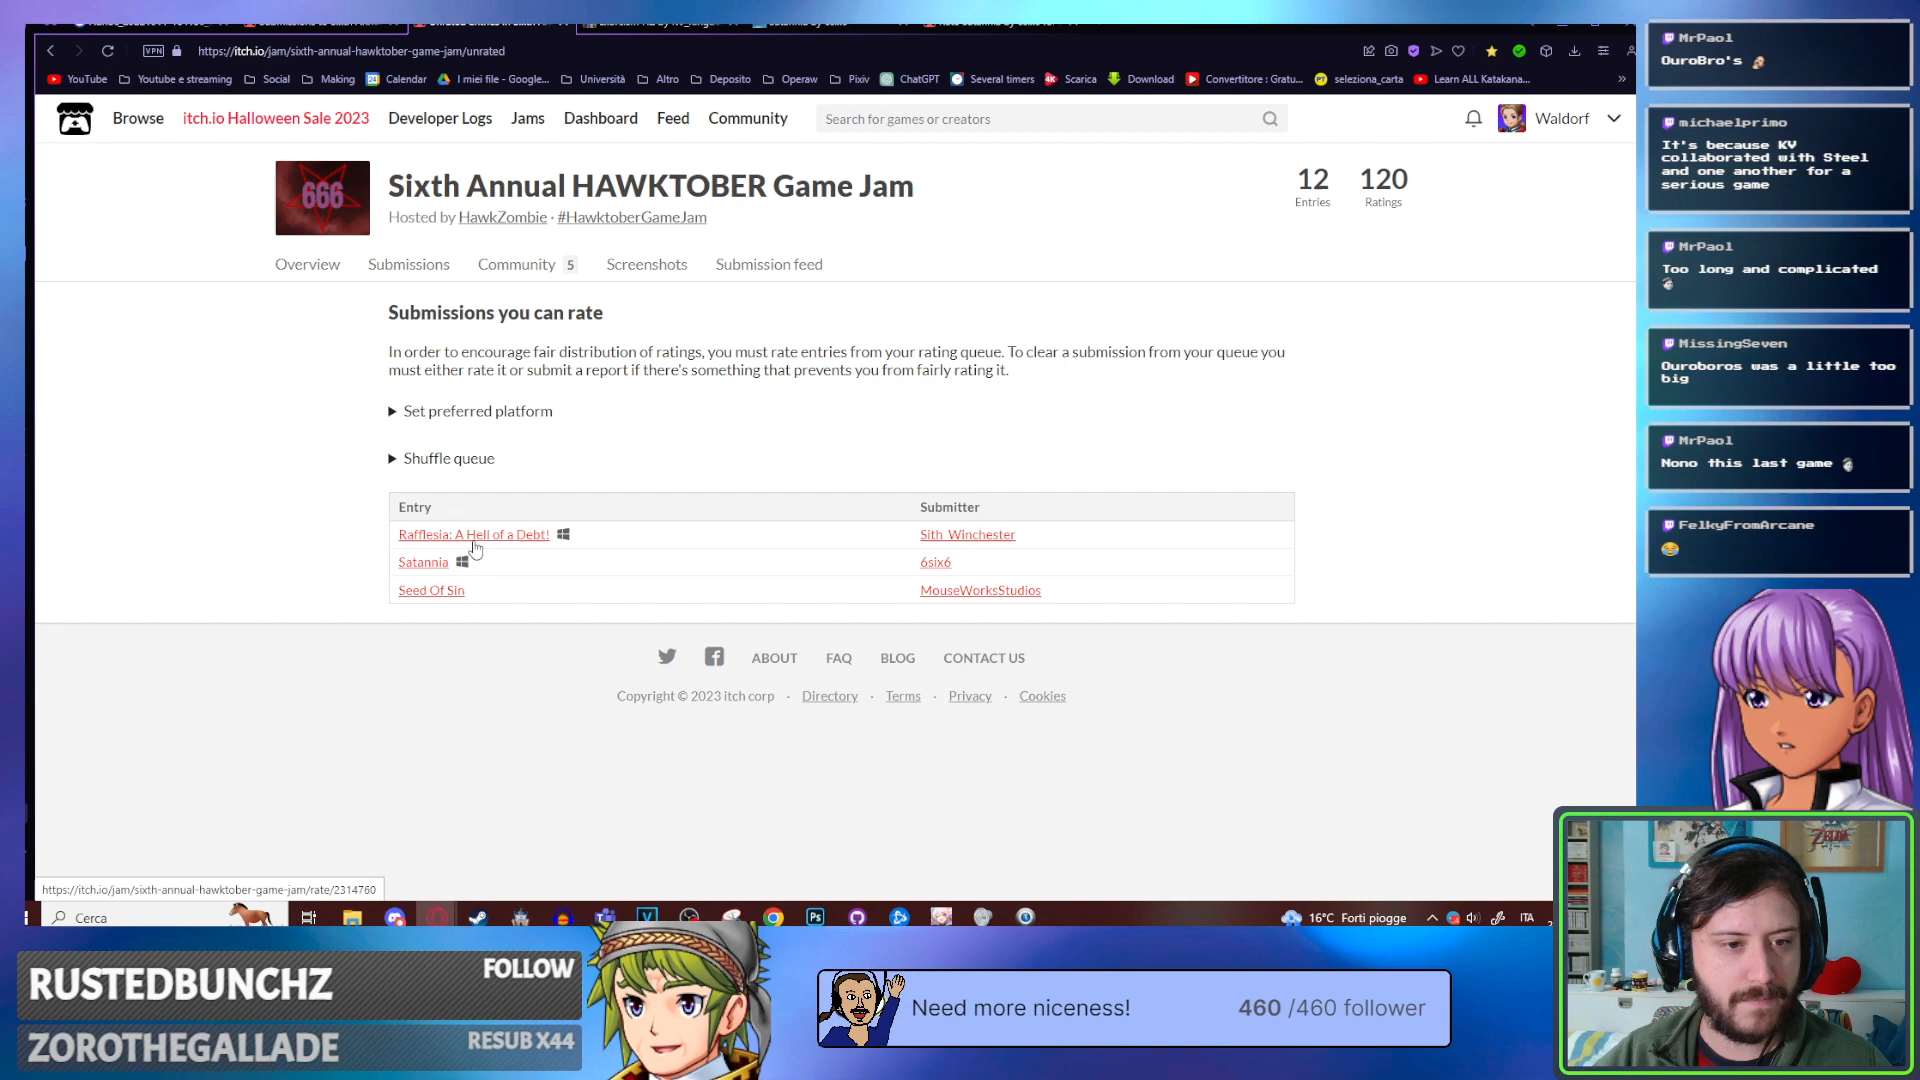 https://itch.io/jam/sixth-annual-hawktober-game-jam/unrated
VPN
YouTube
Youtube e streaming
Social
Making
Calendar
I miei file - Google...
Università
Altro
Deposito
Operaw
Pixiv
ChatGPT
Several timers
Scarica
Download
Convertitore : Gratu...
seleziona_carta
Learn ALL Katakana...
Browse
itch.io Halloween Sale 2023
Developer Logs
Jams
Dashboard
Feed
Community
Search for games or creators
Waldorf
666
Sixth Annual HAWKTOBER Game Jam
Hosted by HawkZombie · #HawktoberGameJam
12
Entries
120
Ratings
Overview
Submissions
Community 5
Screenshots
Submission feed
Submissions you can rate
In order to encourage fair distribution of ratings, you must rate entries from your rating queue. To clear a submission from your queue you
must either rate it or submit a report if there's something that prevents you from fairly rating it.
Set preferred platform
Shuffle queue
Entry
Submitter
Rafflesia: A Hell of a Debt!
Sith Winchester
Satannia
6six6
Seed Of Sin
MouseWorksStudios
ABOUT
FAQ
BLOG
CONTACT US
Copyright © 2023 itch corp · Directory · Terms · Privacy · Cookies
https://itch.io/jam/sixth-annual-hawktober-game-jam/rate/2314760
Cerca
16°C Forti piogge
ITA
MrPaol
OuroBro's
michaelprimo
It's because KV
collaborated with Steel
and one another for a
serious game
MrPaol
Too long and complicated
MissingSeven
Ouroboros was a little too
big
MrPaol
Nono this last game
FelkyFromArcane
RUSTEDBUNCHZ
FOLLOW
ZOROTHEGALLADE
RESUB X44
Need more niceness!
460 /460 follower
ZELDA